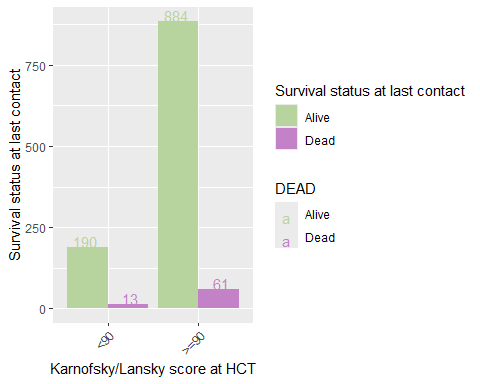 884
750
500
250
0
190
13
61
<90
>=90
Karnofsky/Lansky score at HCT
Survival status at last contact
Survival status at last contact
Alive
Dead
DEAD
a Alive
a Dead